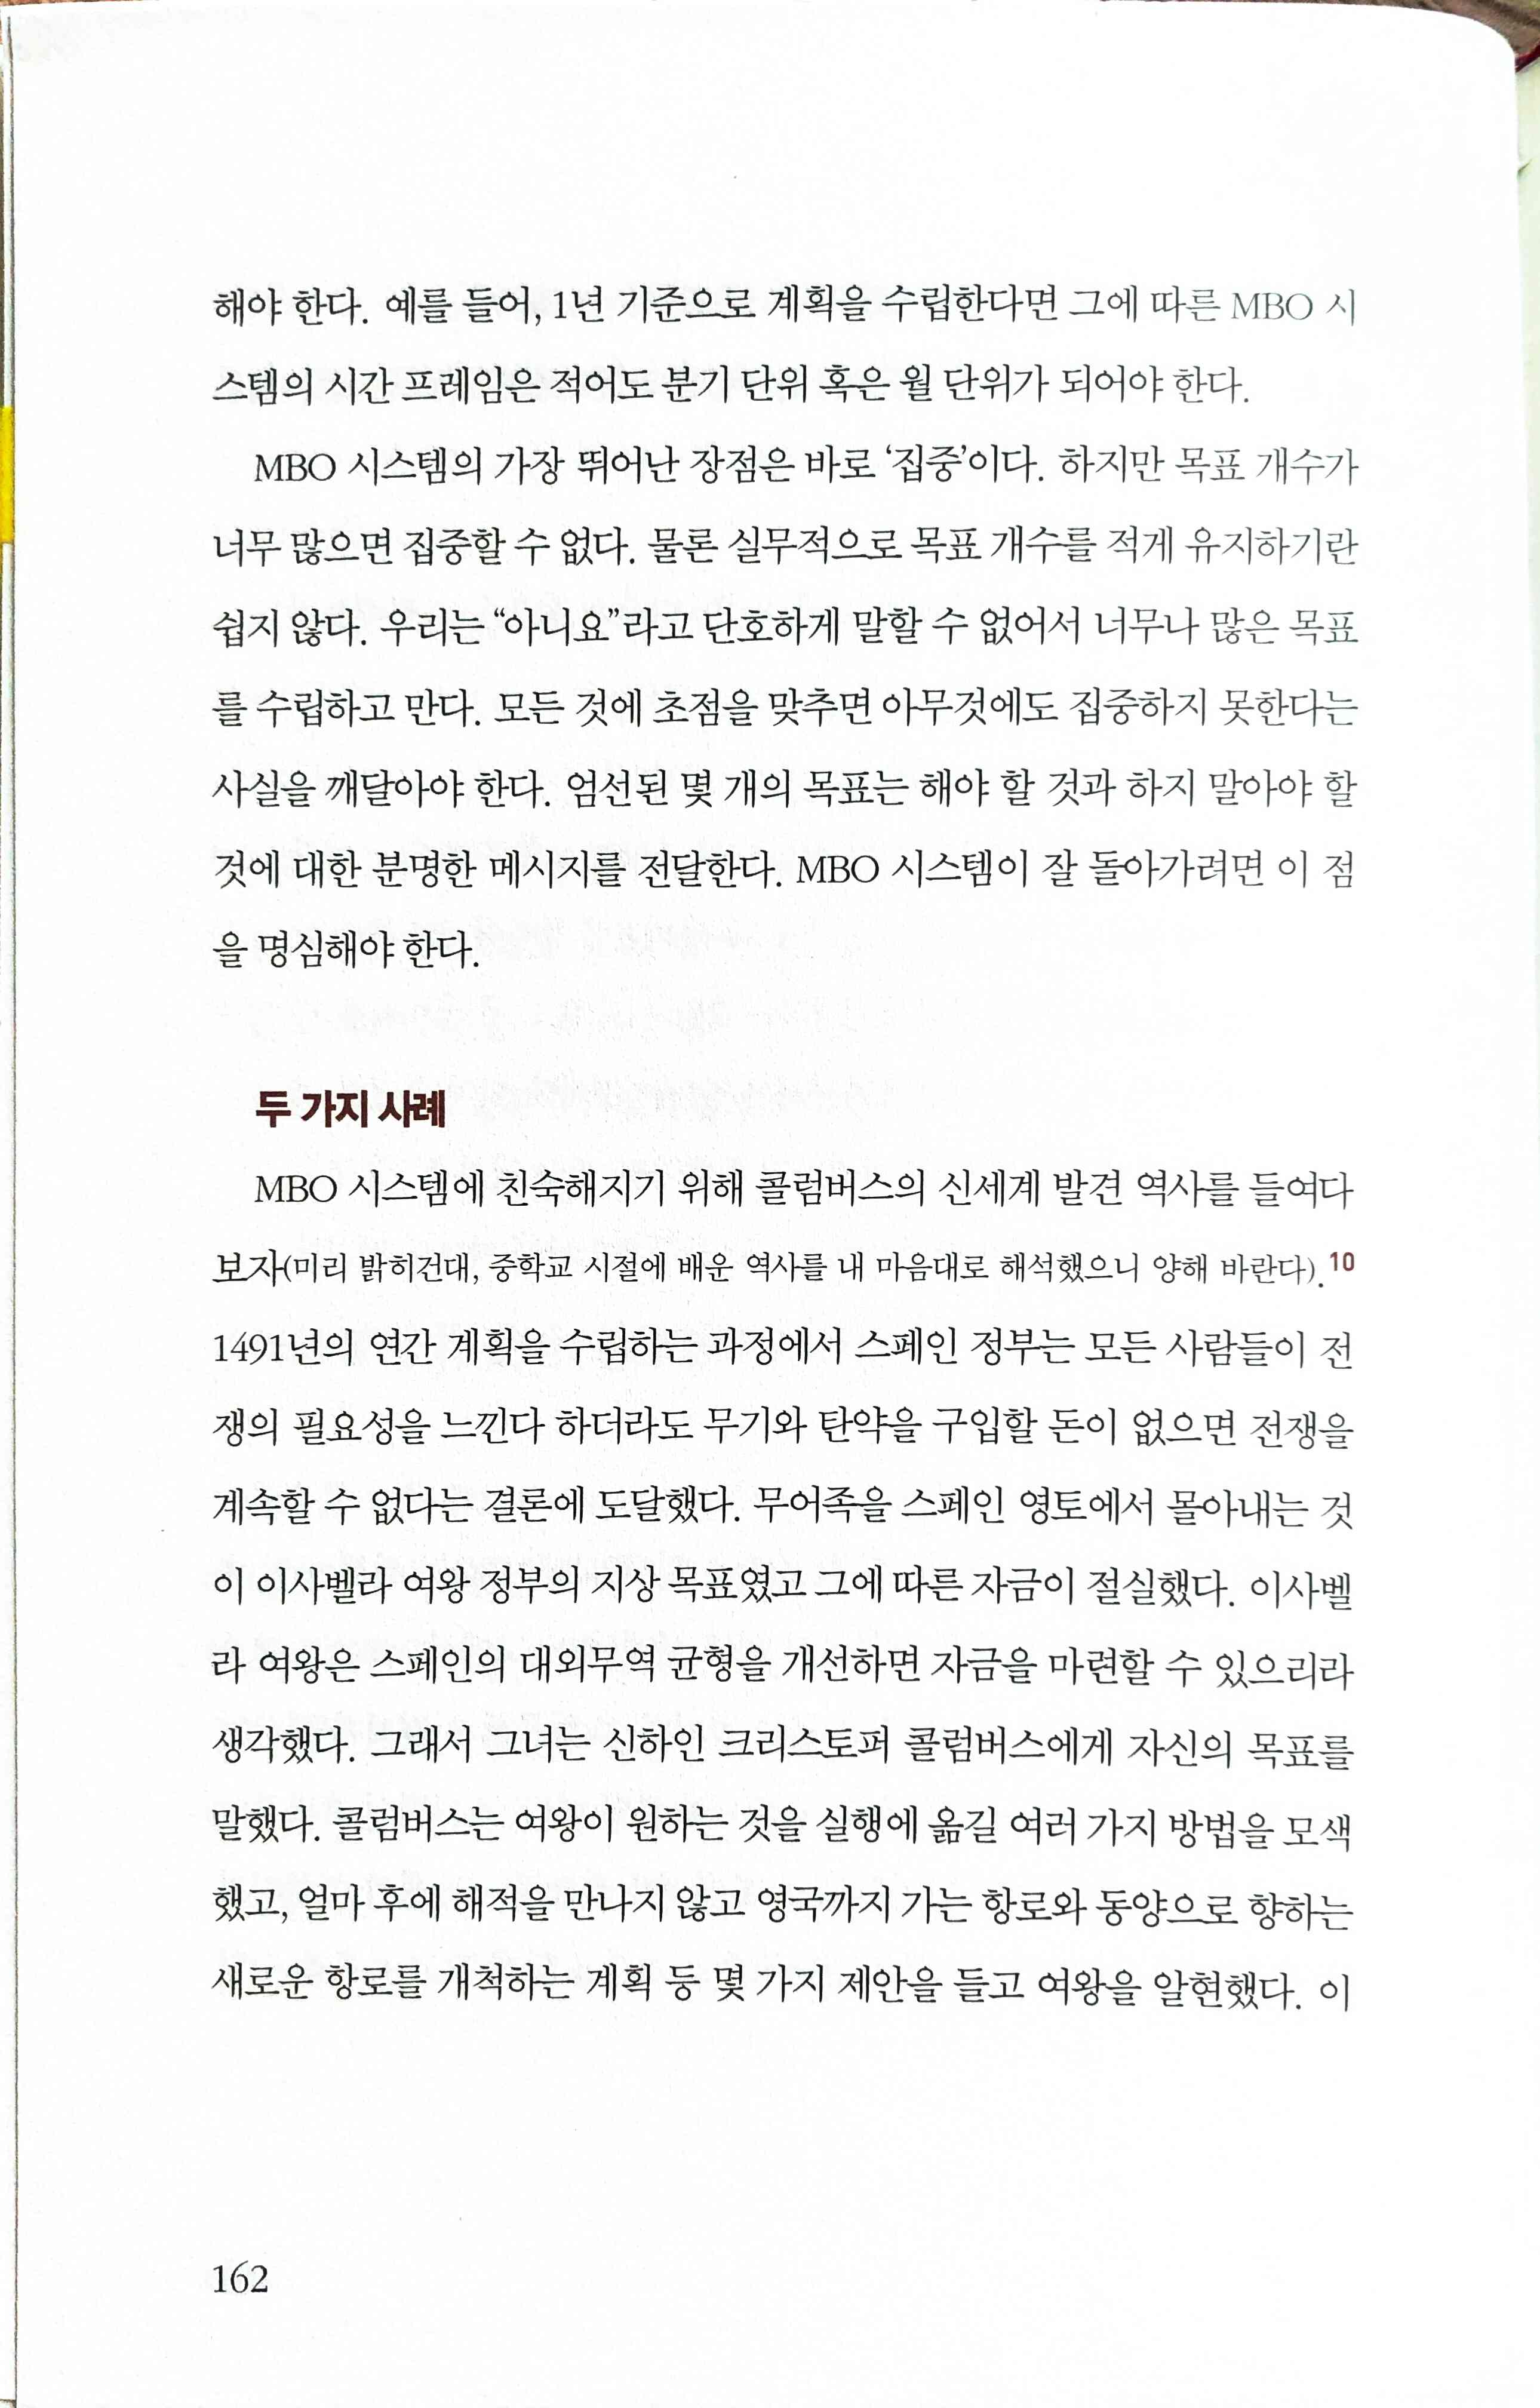 해야 한다. 예를 들어, 1년 기준으로 계획을 수립한다면 그에 따른 MBO 시
스템의 시간 프레임은 적어도 분기 단위 혹은 월 단위가 되어야 한다.
MBO 시스템의 가장 뛰어난 장점은 바로 ‘집중’이다. 하지만 목표 개수가
너무 많으면 집중할 수 없다. 물론 실무적으로 목표 개수를 적게 유지하기란
쉽지 않다. 우리는 “아니요”라고 단호하게 말할 수 없어서 너무나 많은 목표
를 수립하고 만다. 모든 것에 초점을 맞추면 아무것에도 집중하지 못한다는
사실을 깨달아야 한다. 엄선된 몇 개의 목표는 해야 할 것과 하지 말아야 할
것에 대한 분명한 메시지를 전달한다. MBO 시스템이 잘 돌아가려면 이 점
을 명심해야 한다.
두 가지 사례
MBO 시스템에 친숙해지기 위해 콜럼버스의 신세계 발견 역사를 들여다
보자(미리 밝히건대, 중학교 시절에 배운 역사를 내 마음대로 해석했으니 양해 바란다).10
1491년의 연간 계획을 수립하는 과정에서 스페인 정부는 모든 사람들이 전
쟁의 필요성을 느낀다 하더라도 무기와 탄약을 구입할 돈이 없으면 전쟁을
계속할 수 없다는 결론에 도달했다. 무어족을 스페인 영토에서 몰아내는 것
이 이사벨라 여왕 정부의 지상 목표였고 그에 따른 자금이 절실했다. 이사벨
라 여왕은 스페인의 대외무역 균형을 개선하면 자금을 마련할 수 있으리라
생각했다. 그래서 그녀는 신하인 크리스토퍼 콜럼버스에게 자신의 목표를
말했다. 콜럼버스는 여왕이 원하는 것을 실행에 옮길 여러 가지 방법을 모색
했고, 얼마 후에 해적을 만나지 않고 영국까지 가는 항로와 동양으로 향하는
새로운 항로를 개척하는 계획 등 몇 가지 제안을 들고 여왕을 알현했다. 이
162